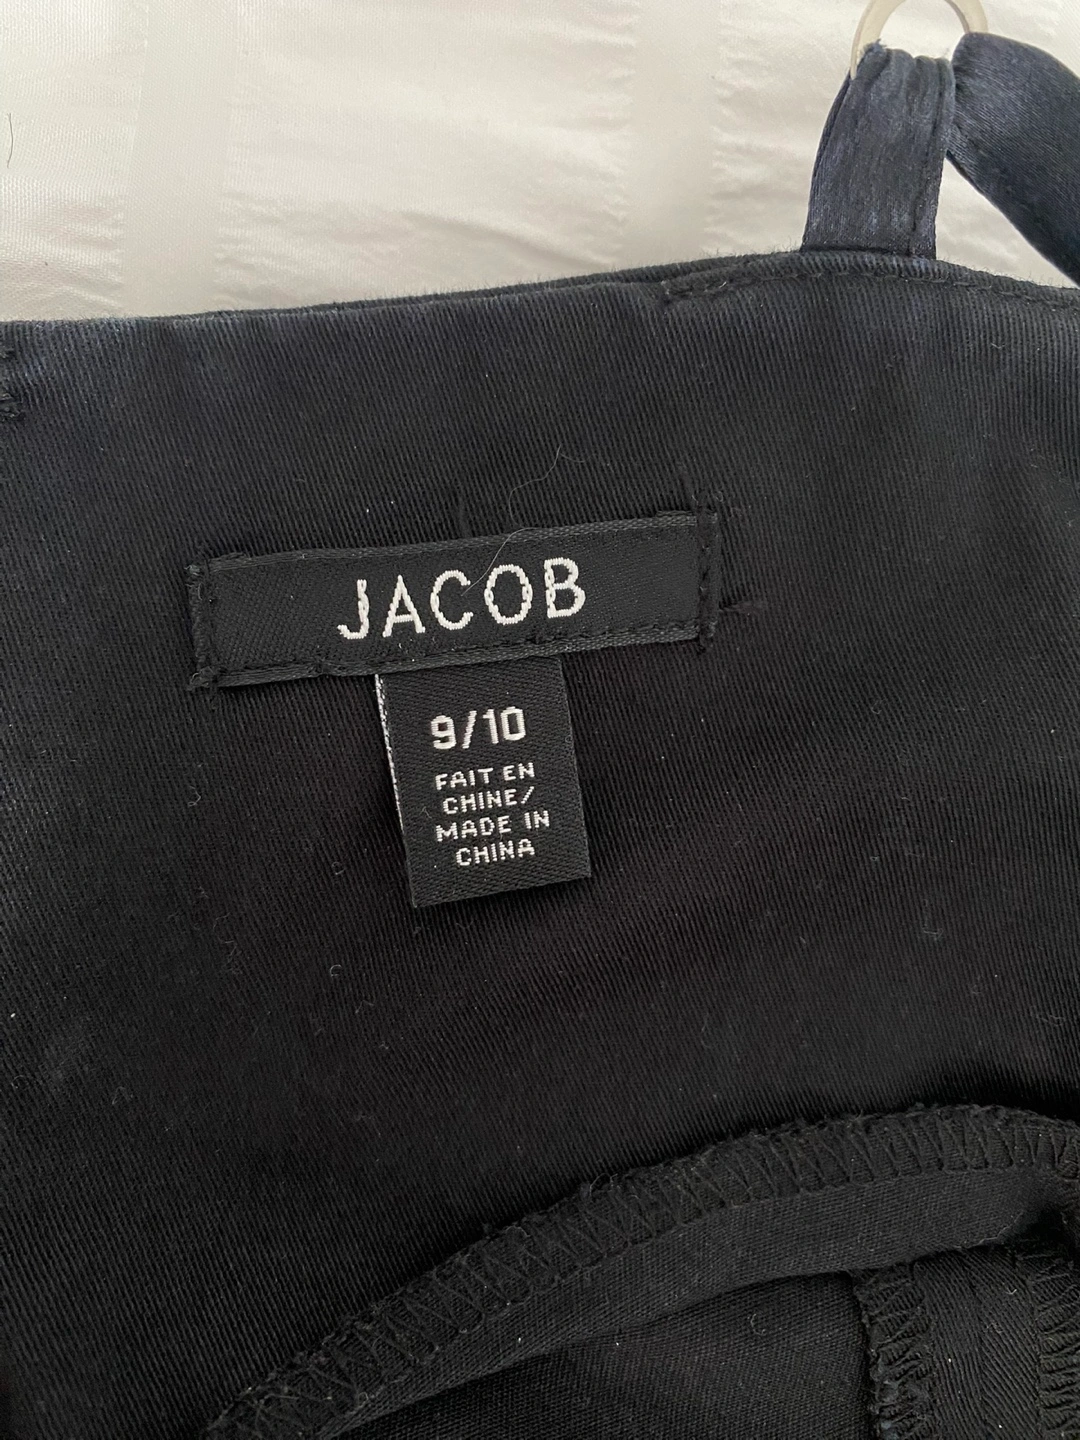 JACOB
9/10
FAIT EN
CHINE/
MADE IN
CHINA